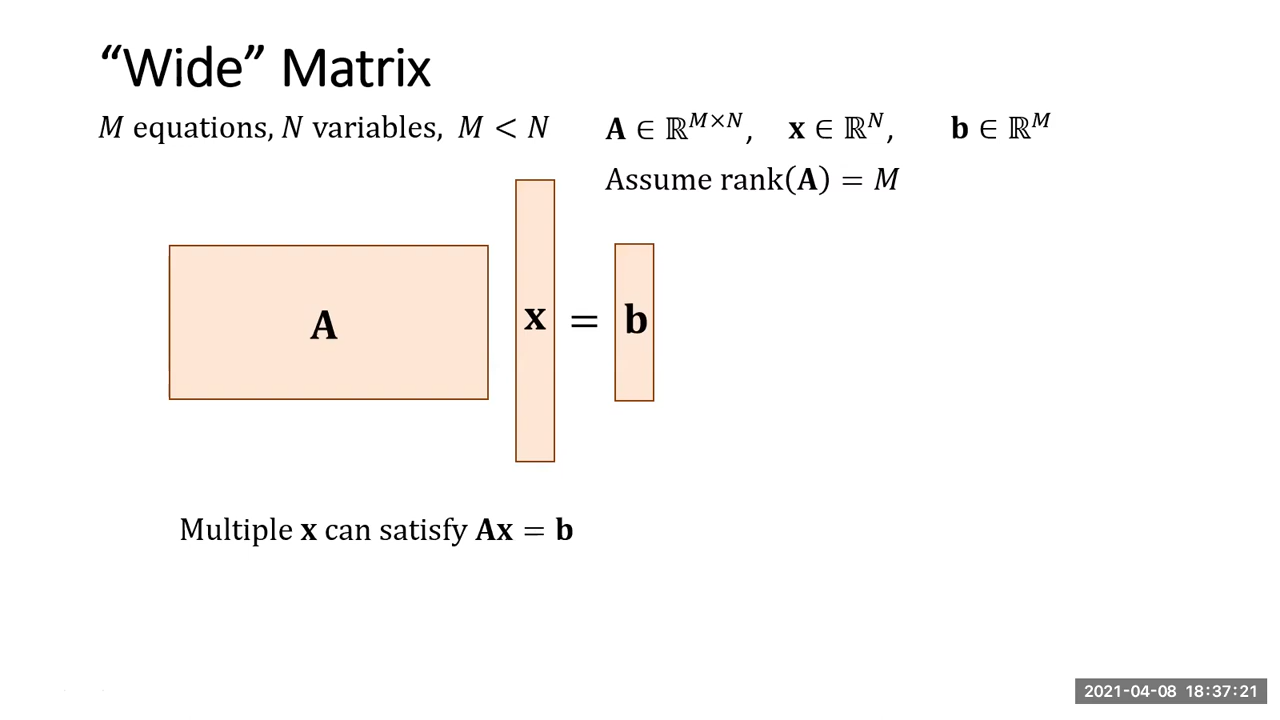 “Wide” Matrix
M equations, N variables, M < N A ∈ ℝ^{M×N}, x ∈ ℝ^N, b ∈ ℝ^M
Assume rank(A) = M
A x = b
Multiple x can satisfy Ax = b
2021-04-08 18:37:21